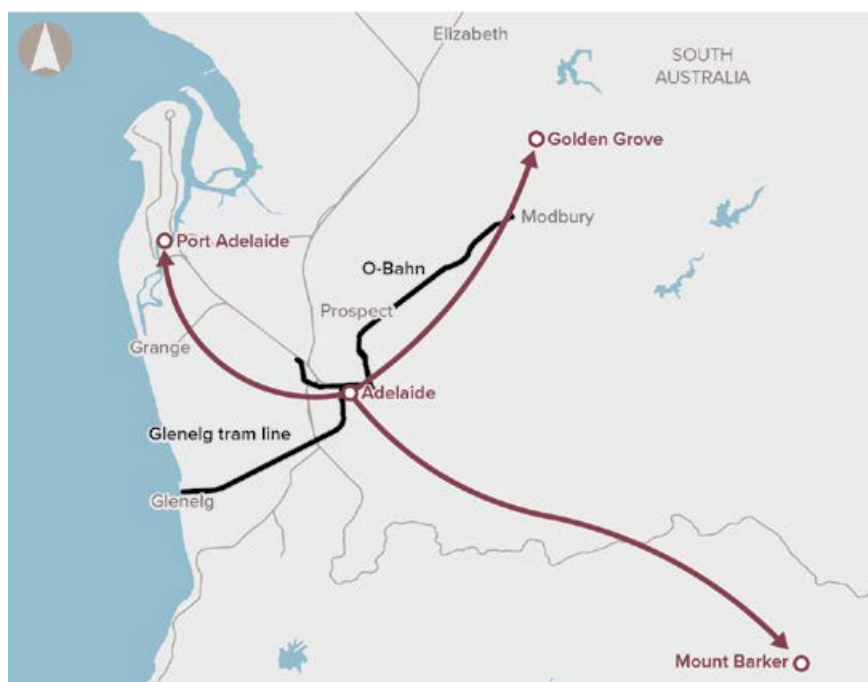 Elizabeth
SOUTH
AUSTRALIA
Golden Grove
Modbury
Port Adelaide
O-Bahn
Prospect
Grange
Adelaide
Glenelg tram line
Glenelg
Mount Barker